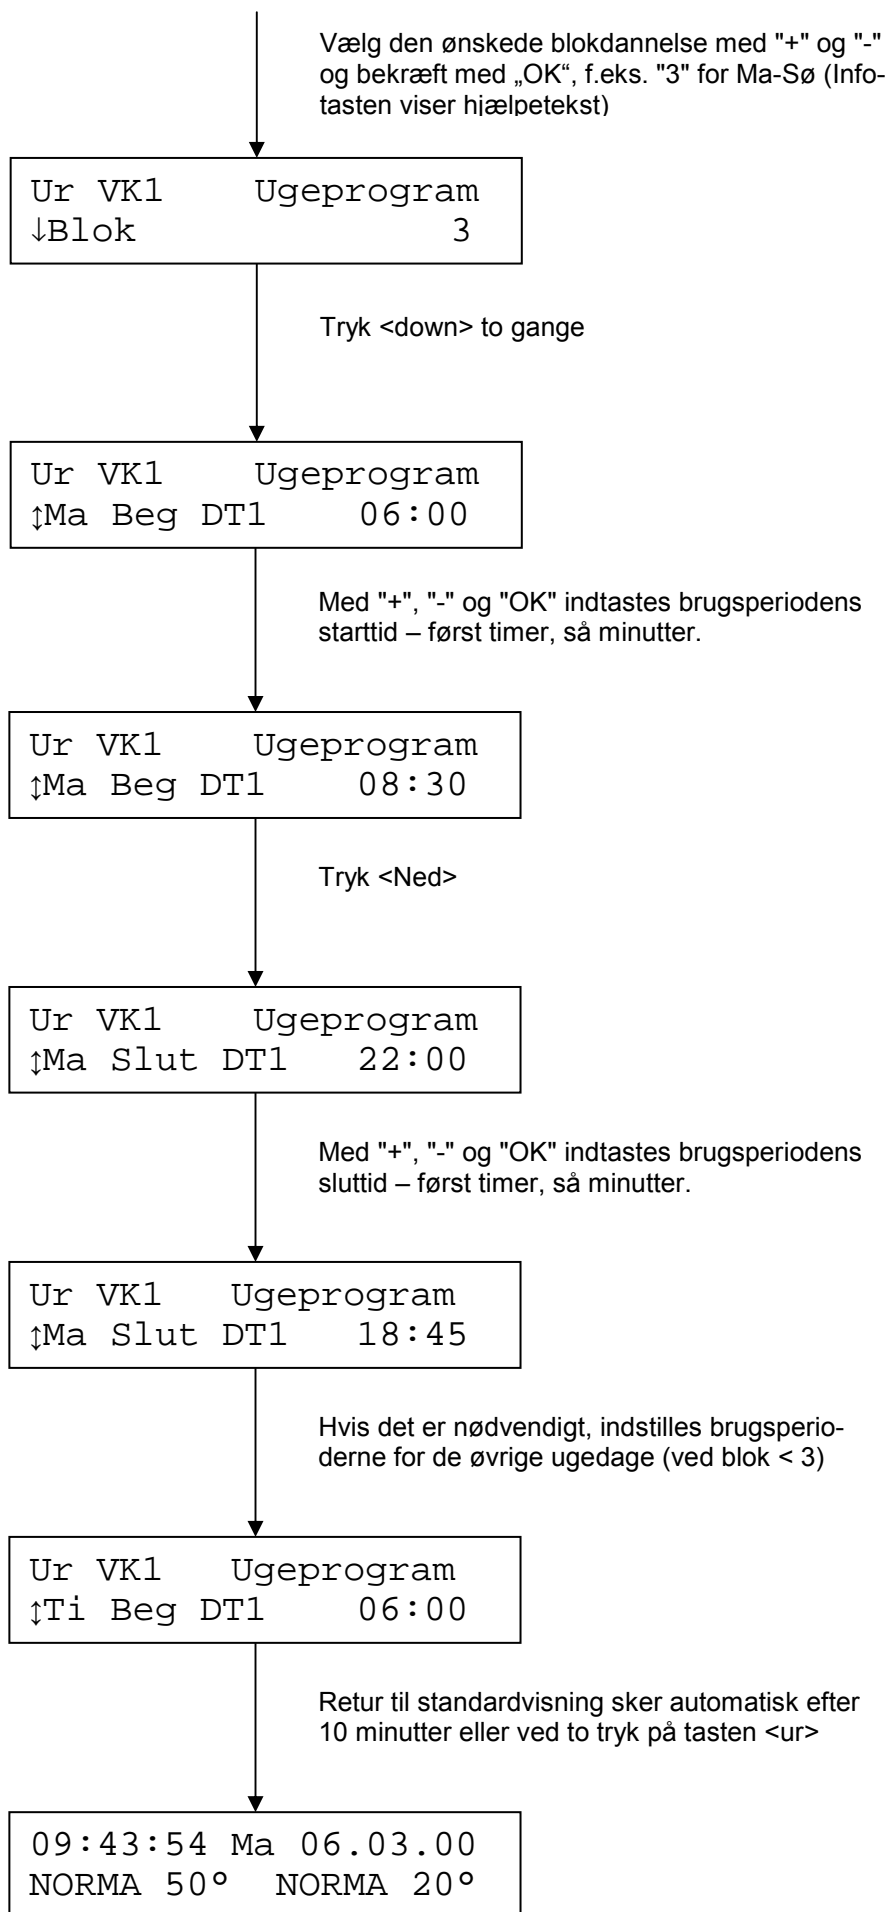 Vælg den ønskede blokdannelse med "+" og "-"
og bekræft med „OK“, f.eks. "3" for Ma-Sø (Info-
tasten viser hjælpetekst)
Ur VK1 Ugeprogram
↓Blok 3
Tryk <down> to gange
Ur VK1 Ugeprogram
↕Ma Beg DT1 06:00
Med "+", "-" og "OK" indtastes brugsperiodens
starttid – først timer, så minutter.
Ur VK1 Ugeprogram
↕Ma Beg DT1 08:30
Tryk <Ned>
Ur VK1 Ugeprogram
↕Ma Slut DT1 22:00
Med "+", "-" og "OK" indtastes brugsperiodens
sluttid – først timer, så minutter.
Ur VK1 Ugeprogram
↕Ma Slut DT1 18:45
Hvis det er nødvendigt, indstilles brugsperio-
derne for de øvrige ugedage (ved blok < 3)
Ur VK1 Ugeprogram
↕Ti Beg DT1 06:00
Retur til standardvisning sker automatisk efter
10 minutter eller ved to tryk på tasten <ur>
09:43:54 Ma 06.03.00
NORMA 50° NORMA 20°